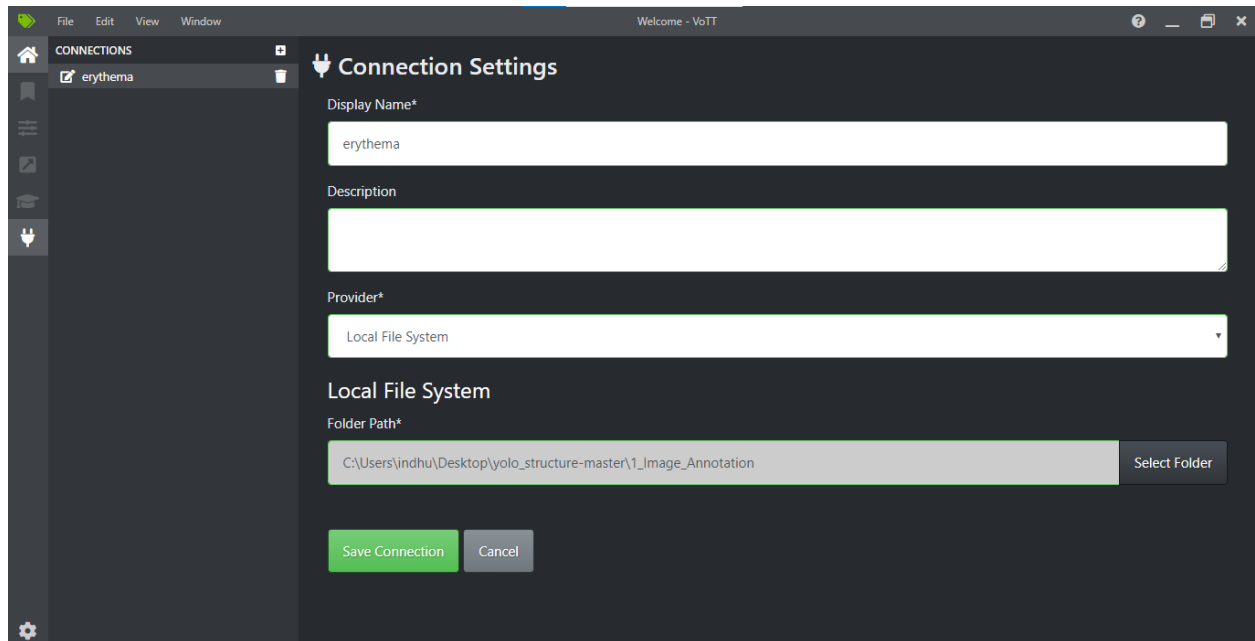 File Edit View Window Welcome - VoTT
CONNECTIONS
erythema
Connection Settings
Display Name*
erythema
Description
Provider*
Local File System
Local File System
Folder Path*
C:\Users\indhu\Desktop\yolo_structure-master\1_Image_Annotation Select Folder
Save Connection Cancel